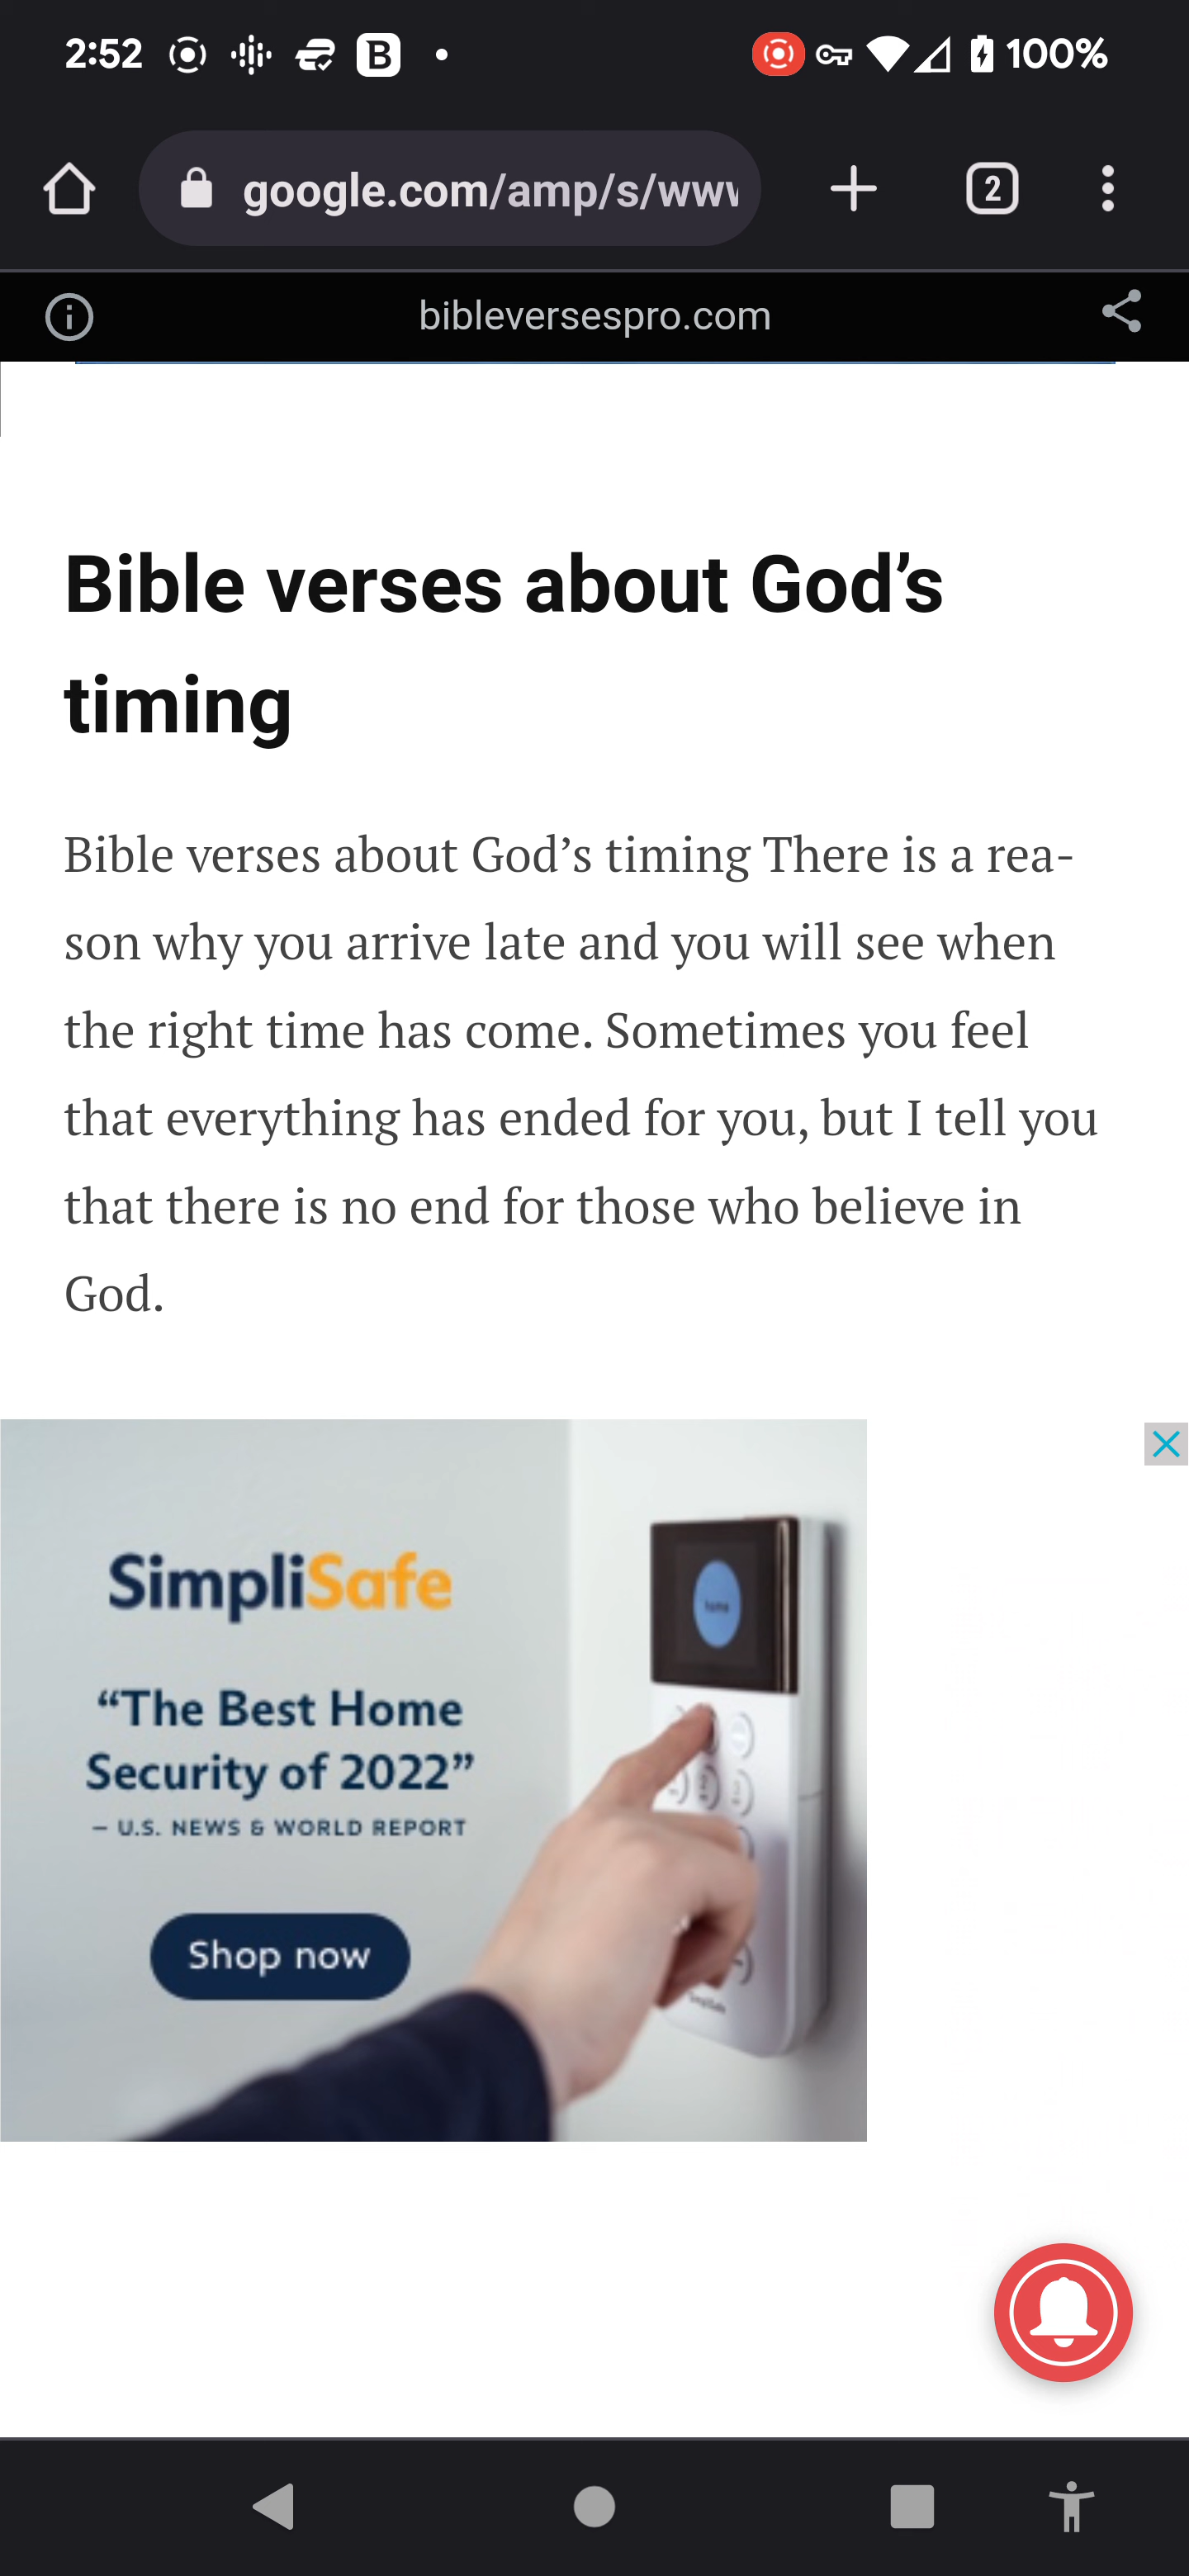 2:52 B 100%
google.com/amp/s/www
2
bibleversespro.com
Bible verses about God’s
timing
Bible verses about God’s timing There is a rea-
son why you arrive late and you will see when
the right time has come. Sometimes you feel
that everything has ended for you, but I tell you
that there is no end for those who believe in
God.
SimpliSafe
“The Best Home
Security of 2022”
– U.S. NEWS & WORLD REPORT
Shop now
home